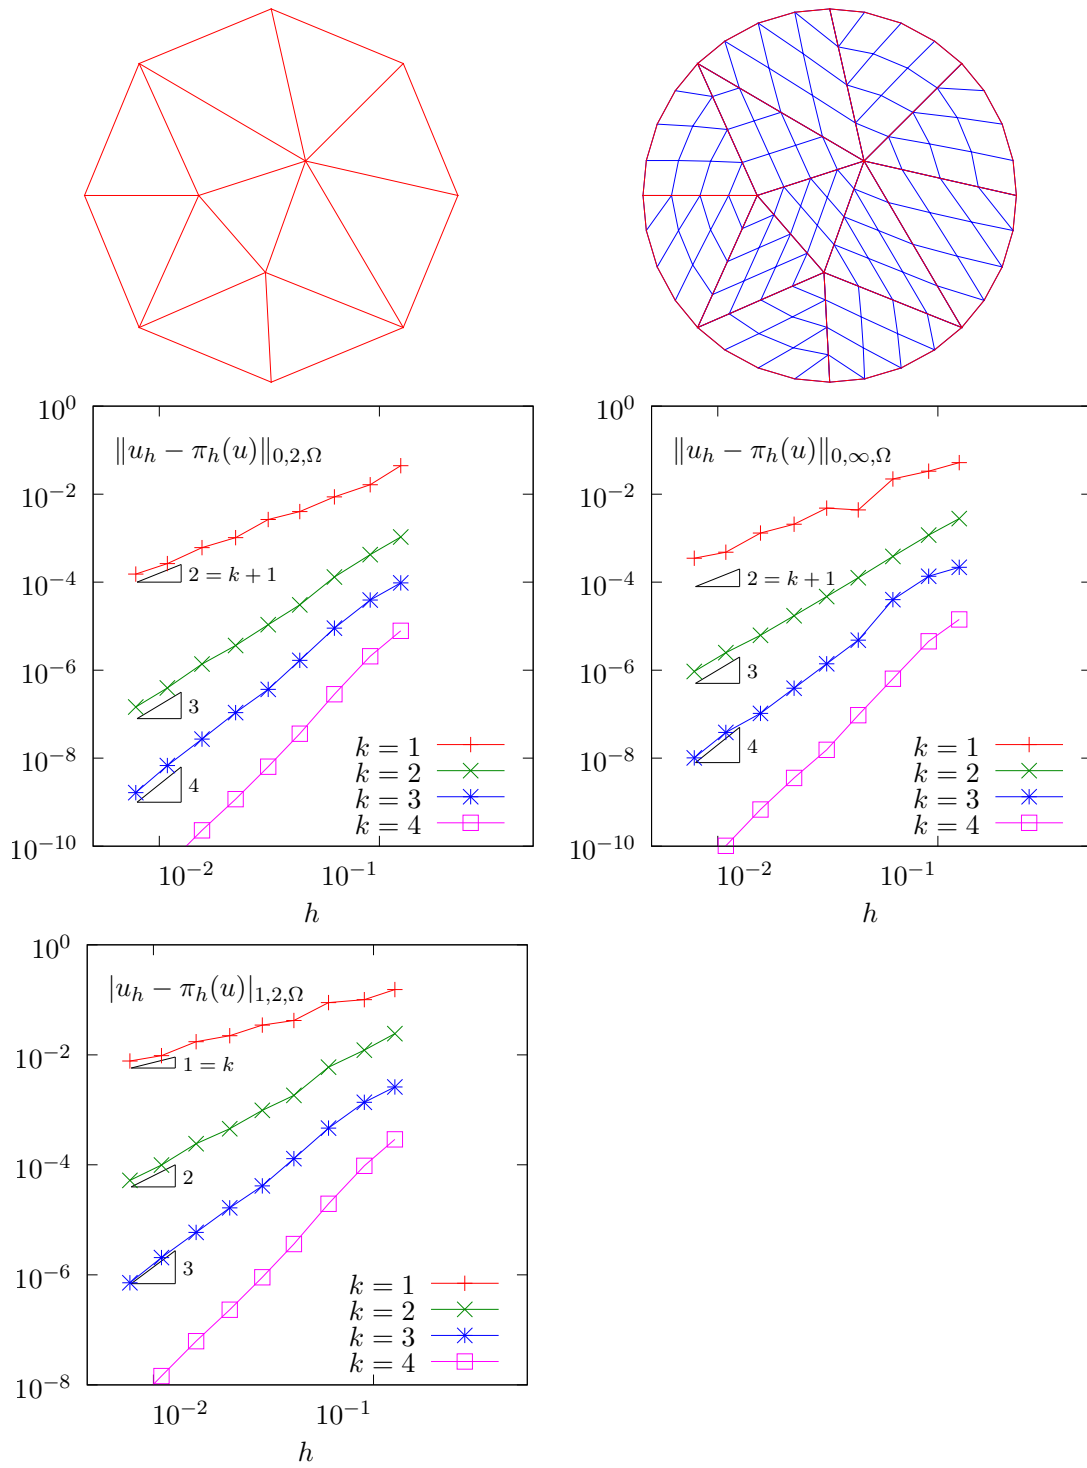 10^0
10^{-2}
10^{-4}
10^{-6}
10^{-8}
10^{-10}
‖u_h − π_h(u)‖_{0,2,Ω}
2 = k + 1
3
4
k = 1
k = 2
k = 3
k = 4
10^{-2} 10^{-1}
h
10^0
10^{-2}
10^{-4}
10^{-6}
10^{-8}
10^{-10}
‖u_h − π_h(u)‖_{0,∞,Ω}
2 = k + 1
3
4
k = 1
k = 2
k = 3
k = 4
10^{-2} 10^{-1}
h
10^0
10^{-2}
10^{-4}
10^{-6}
10^{-8}
|u_h − π_h(u)|_{1,2,Ω}
1 = k
2
3
k = 1
k = 2
k = 3
k = 4
10^{-2} 10^{-1}
h